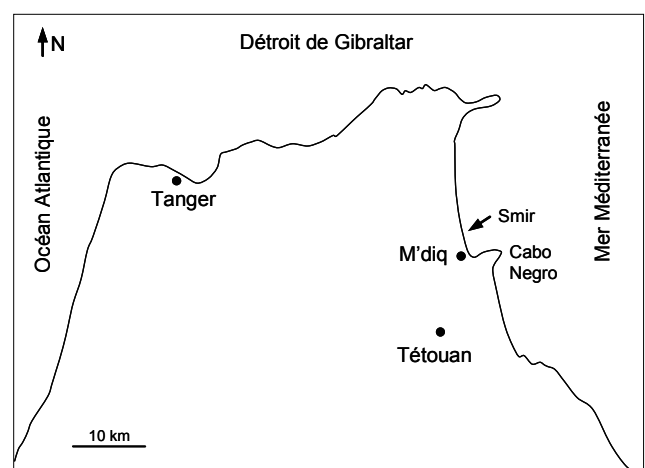 N
Détroit de Gibraltar
Océan Atlantique
Mer Méditerranée
Tanger
Smir
M'diq
Cabo
Negro
Tétouan
10 km